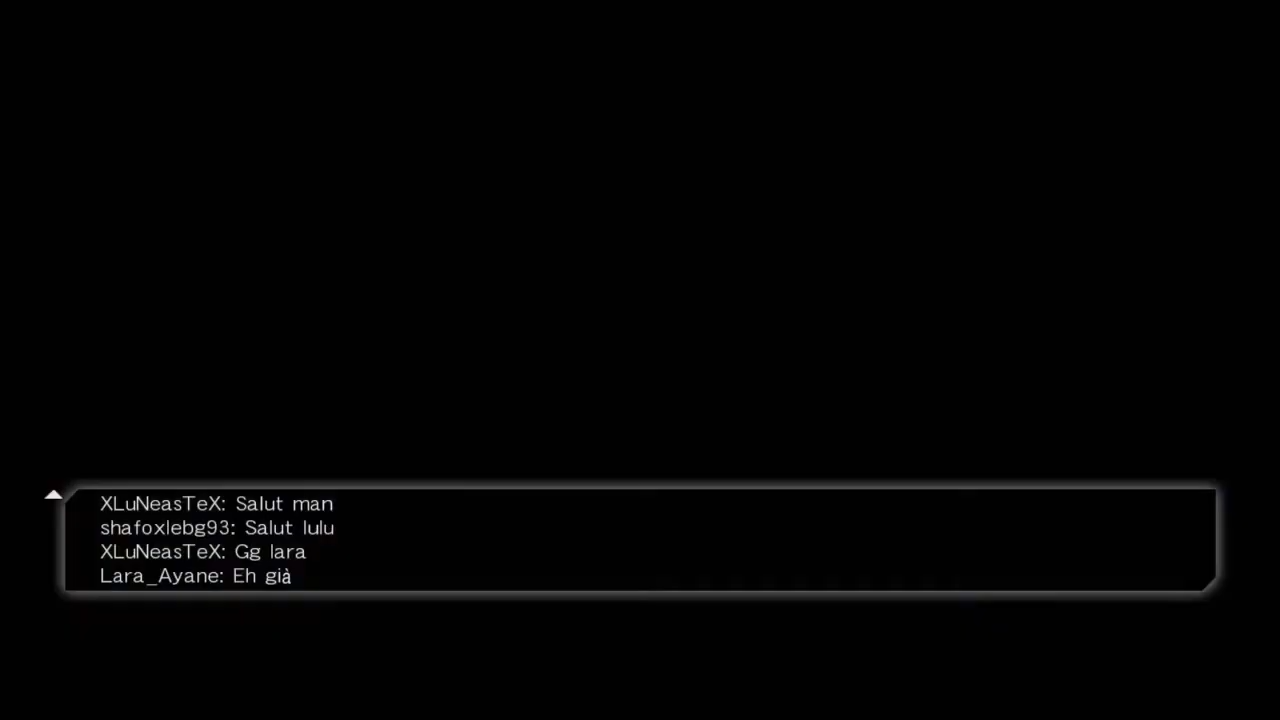 XLuNeasTeX: Salut man
shafoxlebg93: Salut lulu
XLuNeasTeX: Gg lara
Lara_Ayane: Eh già